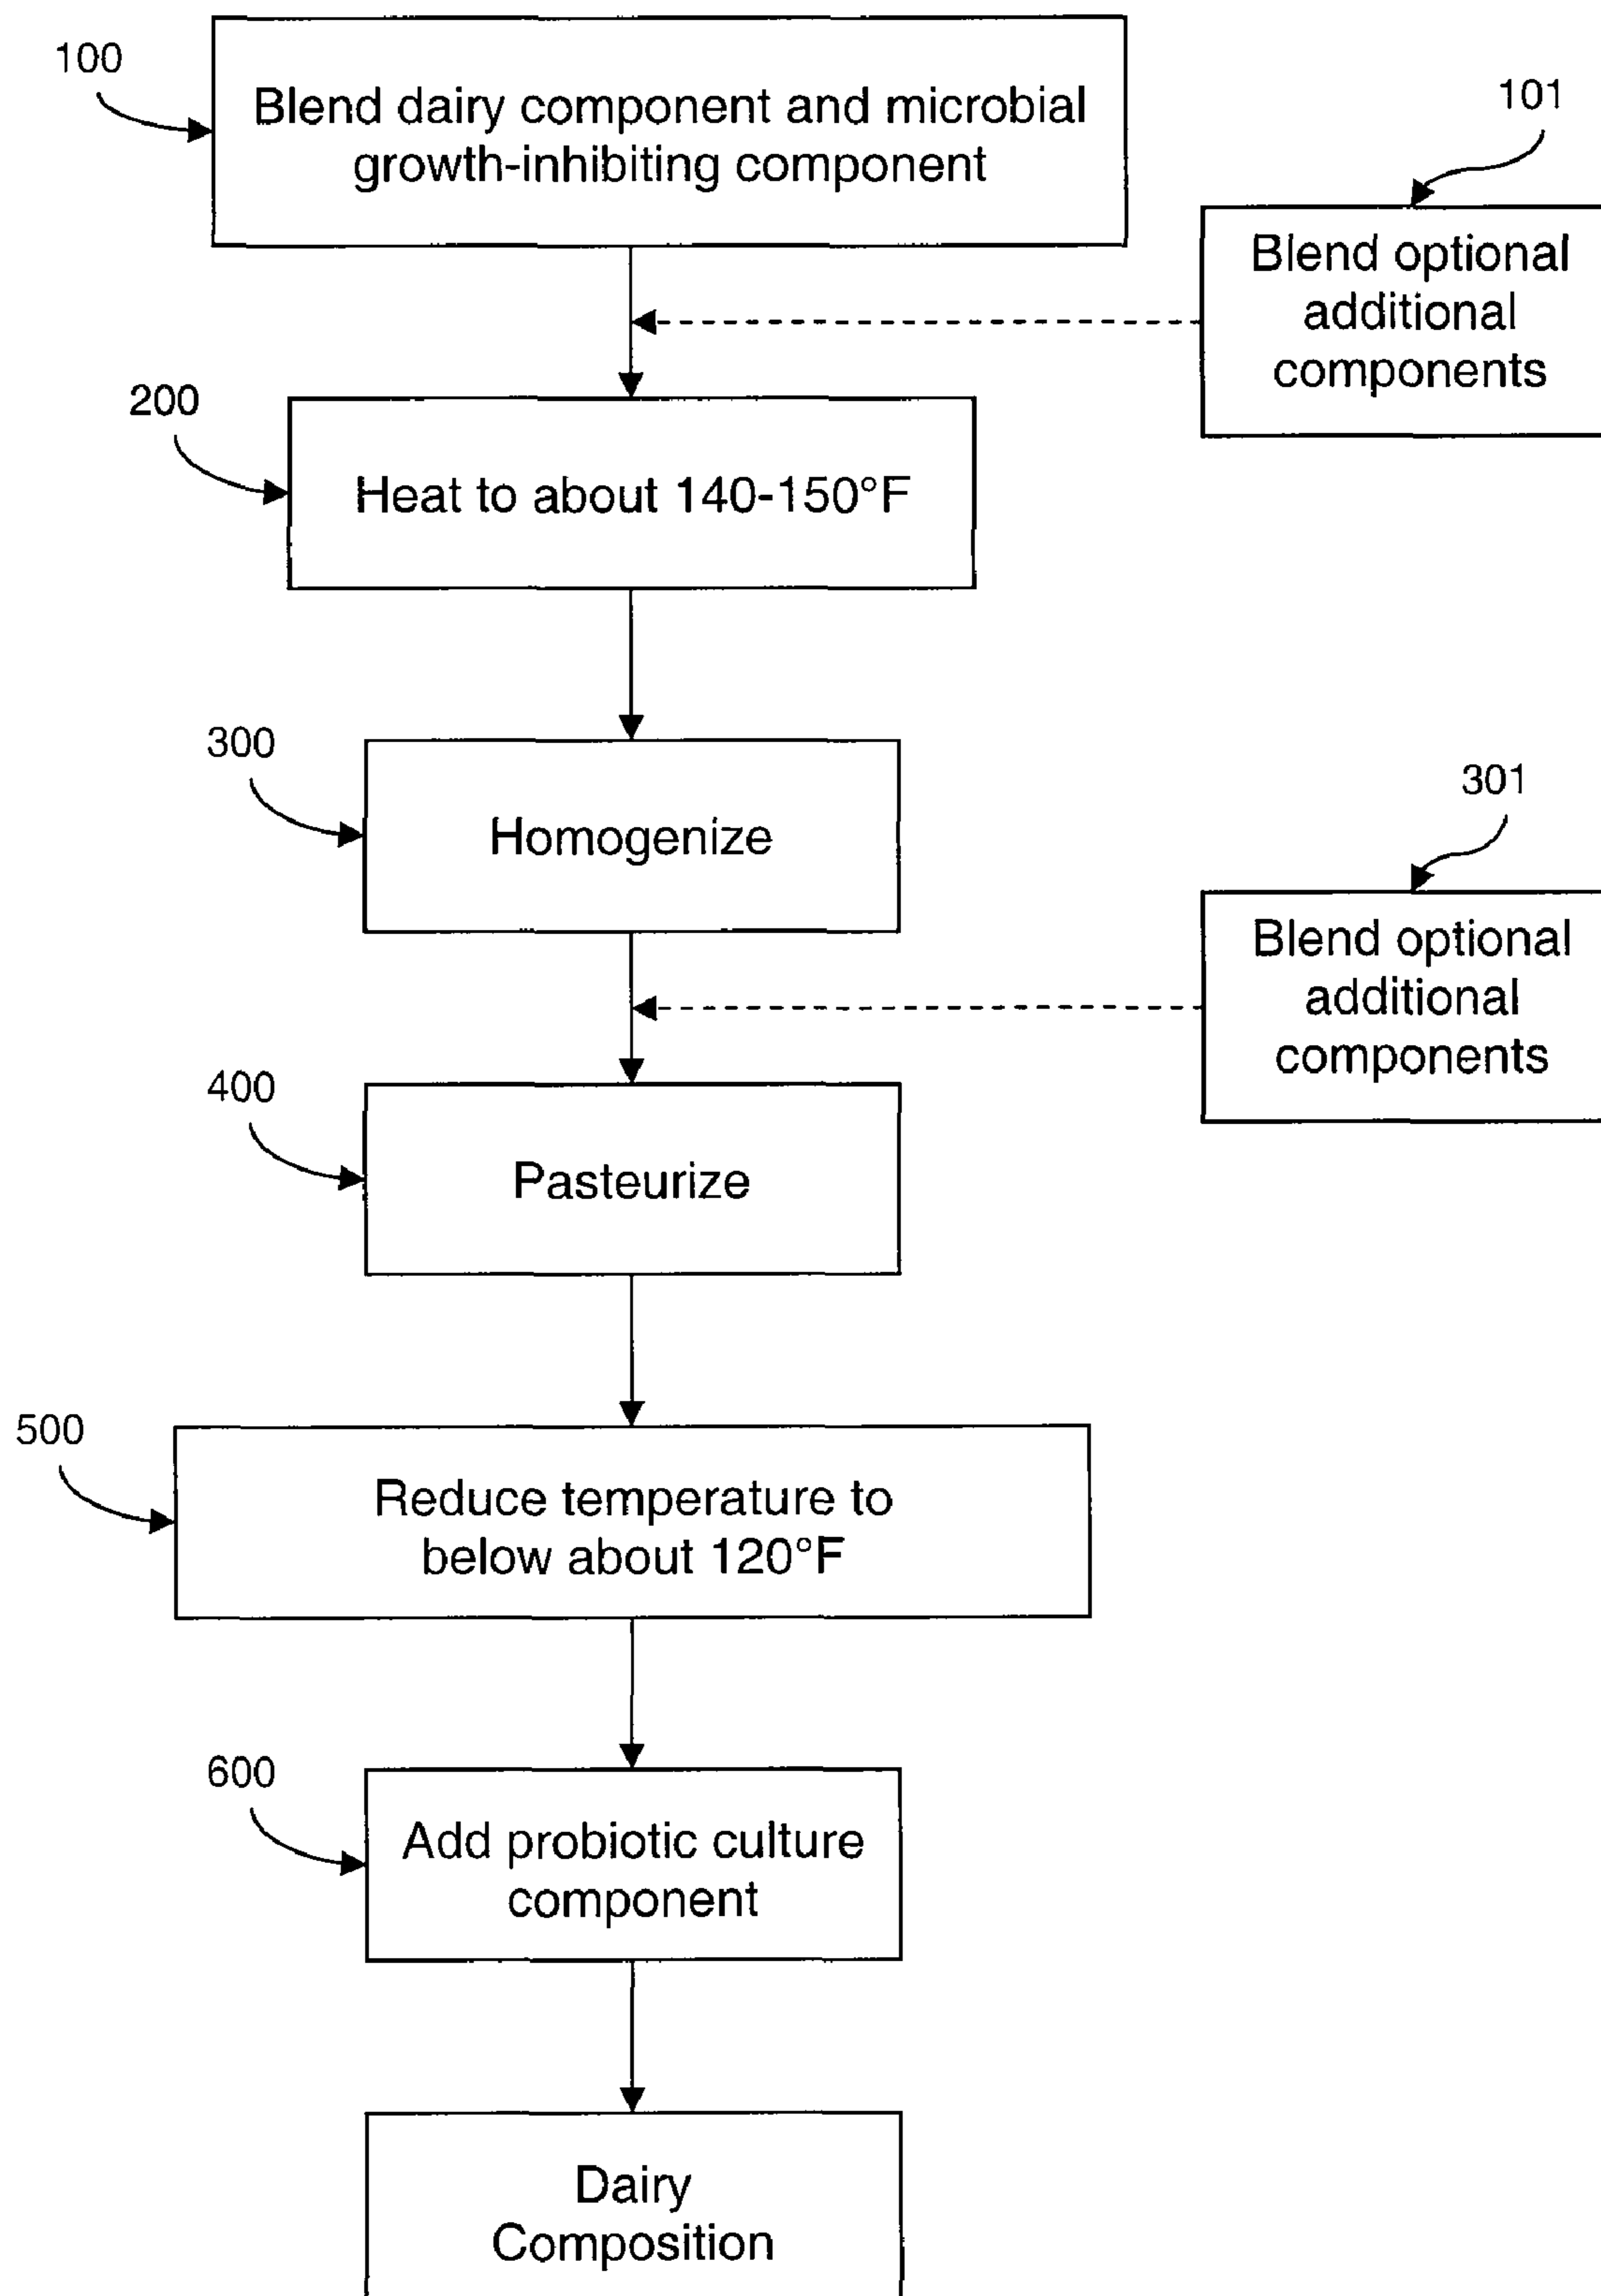 100
Blend dairy component and microbial
growth-inhibiting component
101
Blend optional
additional
components
200
Heat to about 140-150°F
300
Homogenize
301
Blend optional
additional
components
400
Pasteurize
500
Reduce temperature to
below about 120°F
600
Add probiotic culture
component
Dairy
Composition